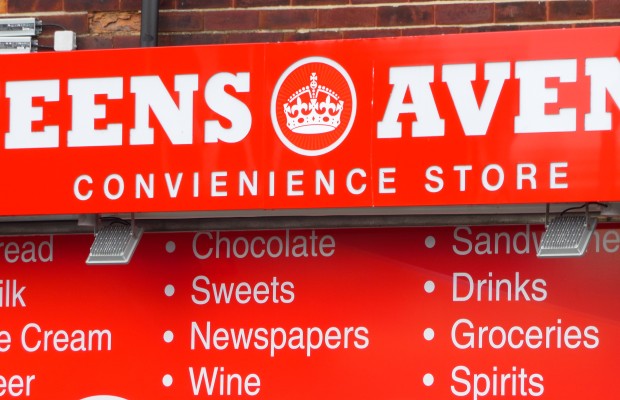 EENS AVEN
CONVIENIENCE STORE
read
ilk
e Cream
eer
• Chocolate
• Sweets
• Newspapers
• Wine
• Drinks
• Groceries
• Spirits